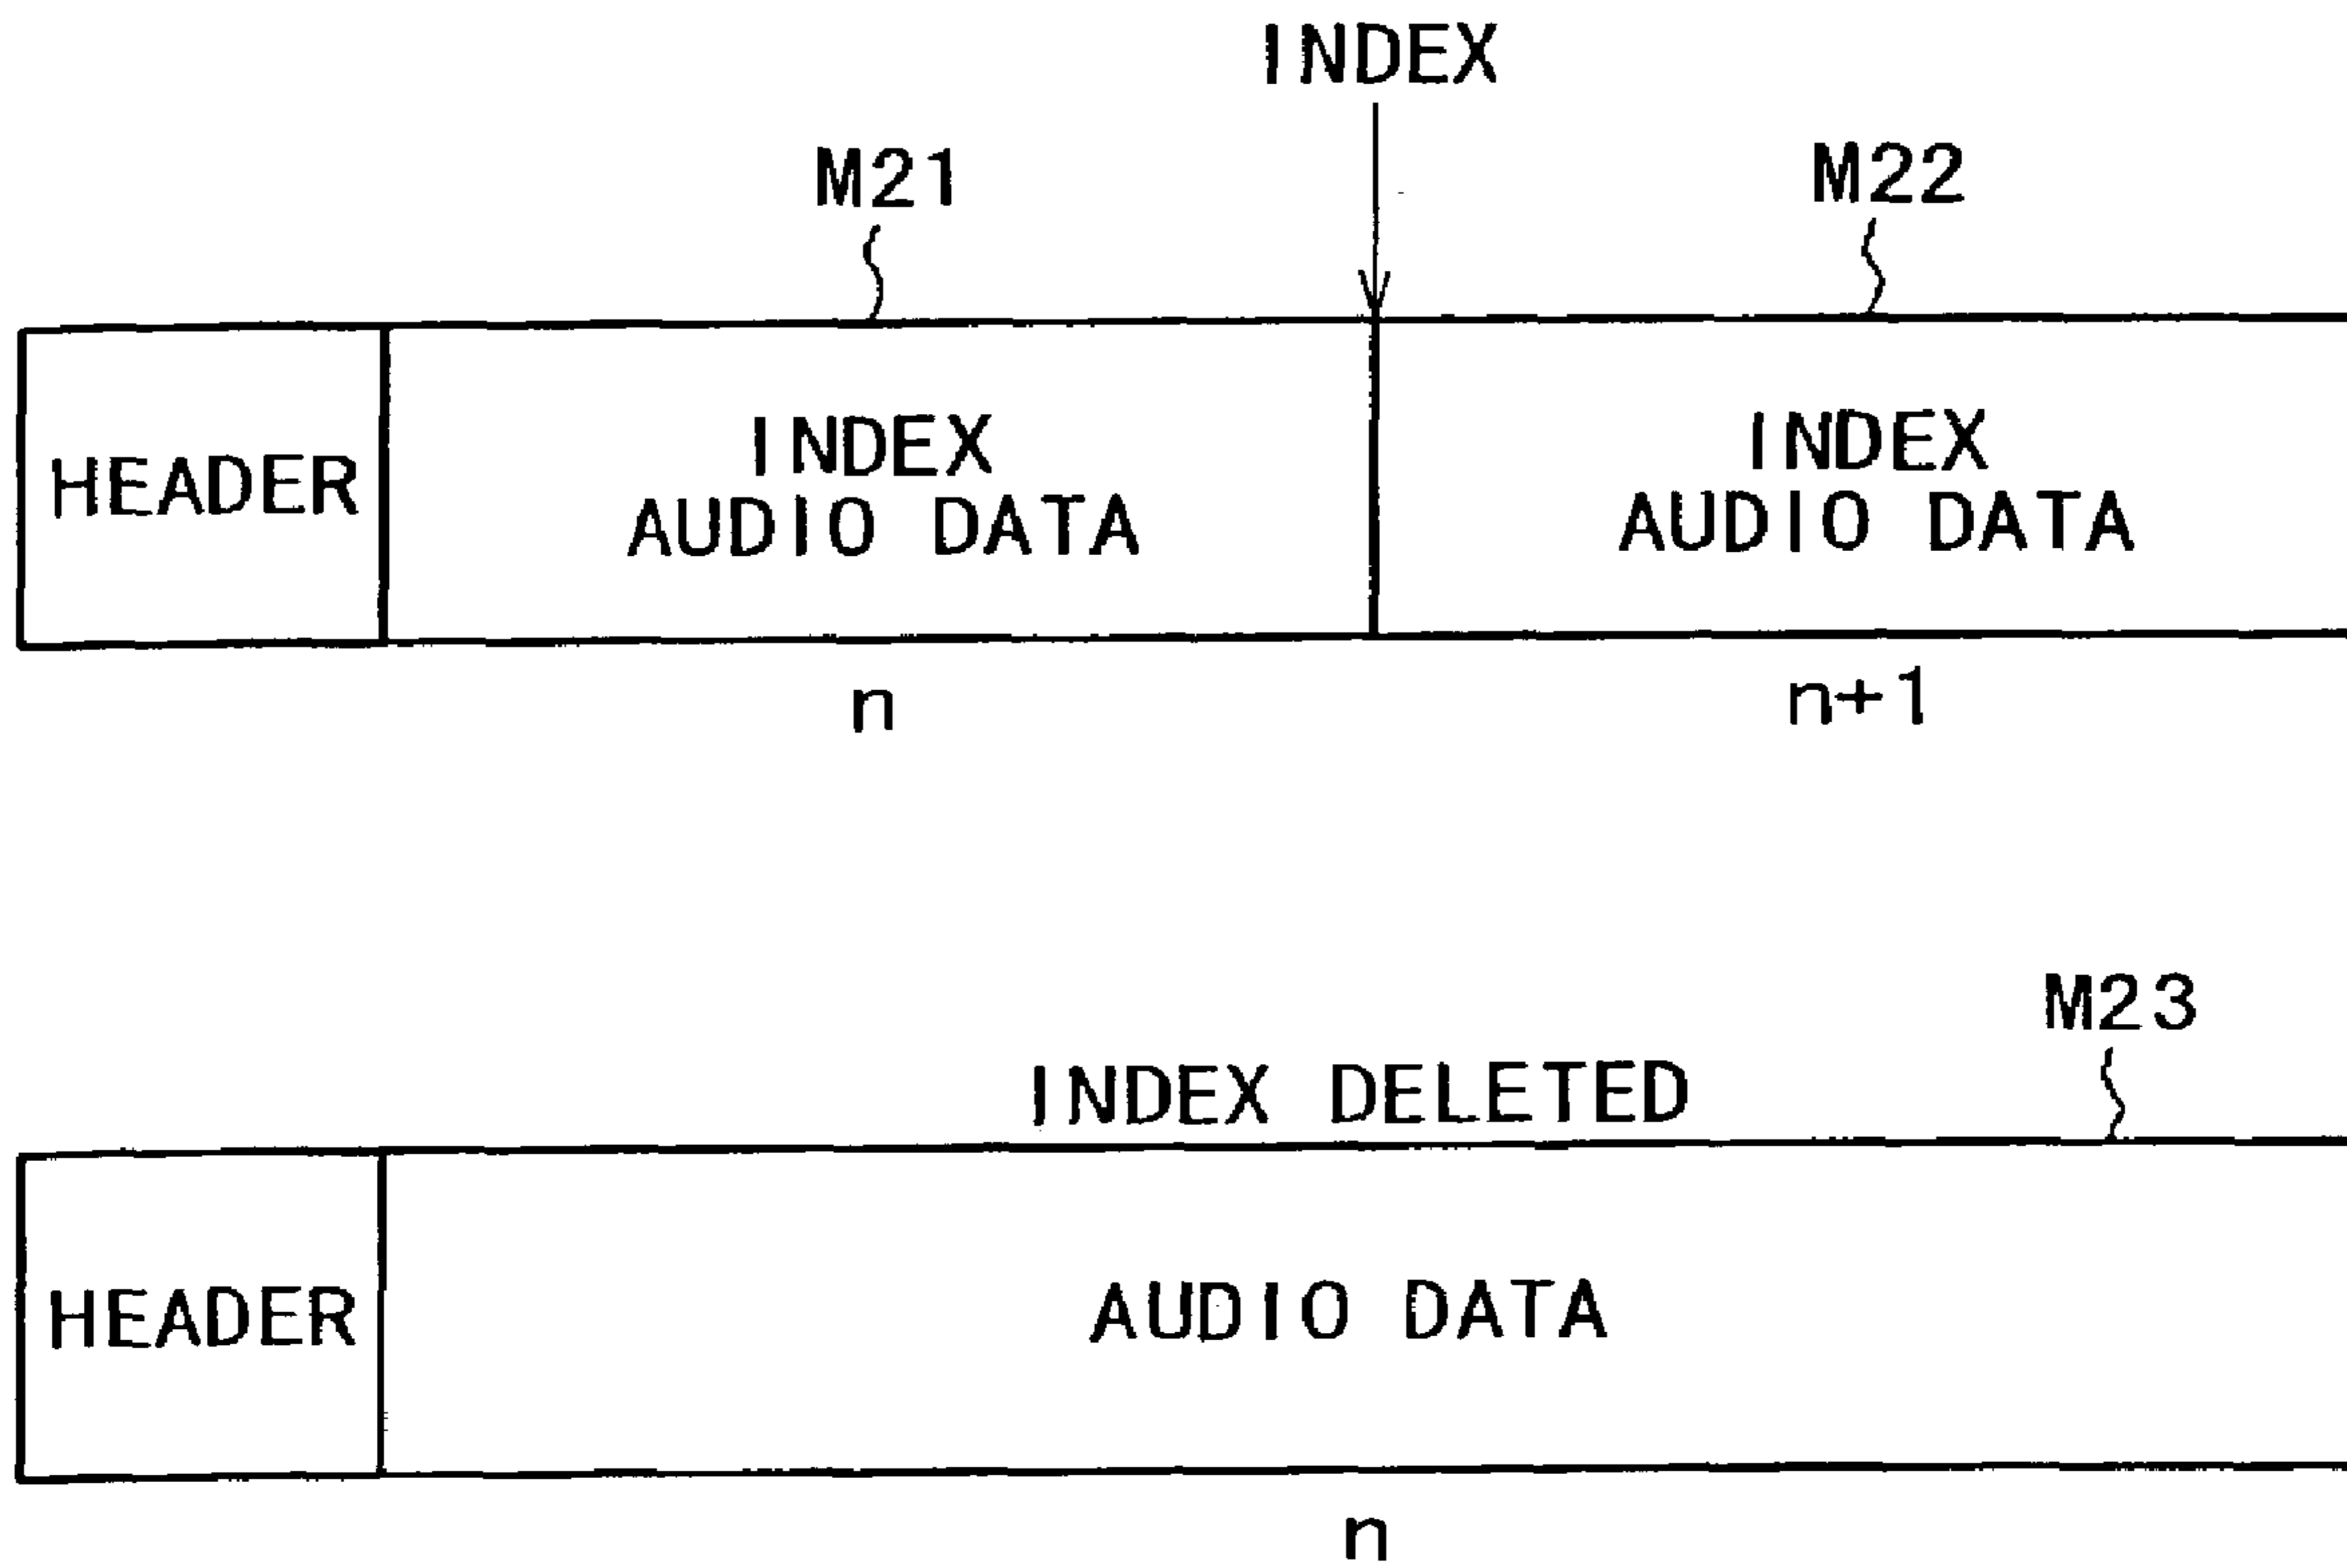 INDEX
M21
M22
HEADER
INDEX
AUDIO DATA
INDEX
AUDIO DATA
n
n+1
M23
INDEX DELETED
HEADER
AUDIO DATA
n